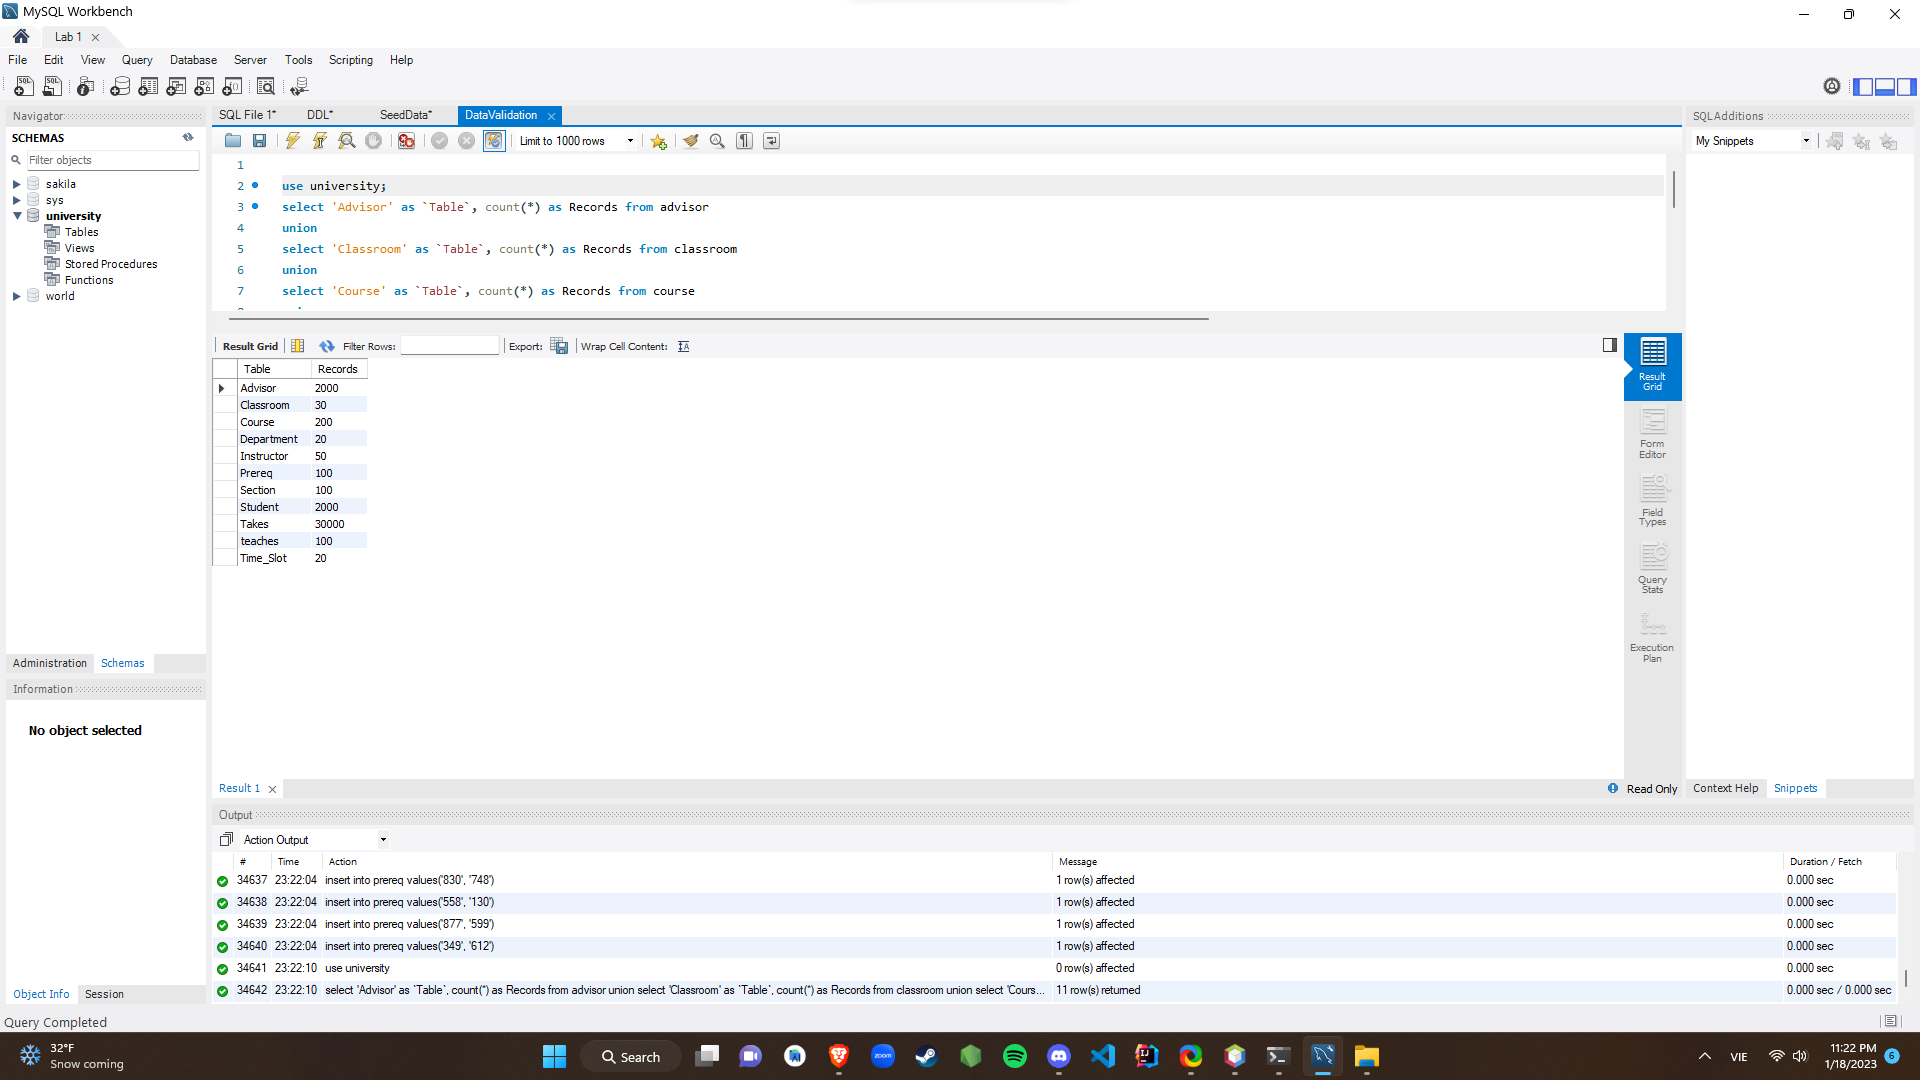 MySQL Workbench
Lab 1
File Edit View Query Database Server Tools Scripting Help
Navigator
SCHEMAS
Filter objects
sakila
sys
university
Tables
Views
Stored Procedures
Functions
world
Administration Schemas
Information
No object selected
Object Info Session
SQL File 1* DDL* SeedData* DataValidation
Limit to 1000 rows
1
2 use university;
3 select 'Advisor' as `Table`, count(*) as Records from advisor
4 union
5 select 'Classroom' as `Table`, count(*) as Records from classroom
6 union
7 select 'Course' as `Table`, count(*) as Records from course
Result Grid Filter Rows: Export: Wrap Cell Content:
Table Records
Advisor 2000
Classroom 30
Course 200
Department 20
Instructor 50
Prereq 100
Section 100
Student 2000
Takes 30000
teaches 100
Time_Slot 20
Result
Grid
Form
Editor
Field
Types
Query
Stats
Execution
Plan
Result 1
Read Only
SQLAdditions
My Snippets
Context Help Snippets
Output
Action Output
# Time Action Message Duration / Fetch
34637 23:22:04 insert into prereq values('830', '748') 1 row(s) affected 0.000 sec
34638 23:22:04 insert into prereq values('558', '130') 1 row(s) affected 0.000 sec
34639 23:22:04 insert into prereq values('877', '599') 1 row(s) affected 0.000 sec
34640 23:22:04 insert into prereq values('349', '612') 1 row(s) affected 0.000 sec
34641 23:22:10 use university 0 row(s) affected 0.000 sec
34642 23:22:10 select 'Advisor' as `Table`, count(*) as Records from advisor union select 'Classroom' as `Table`, count(*) as Records from classroom union select 'Cours... 11 row(s) returned 0.000 sec / 0.000 sec
Query Completed
32°F
Snow coming
Search
zoom
VIE
11:22 PM
1/18/2023
6